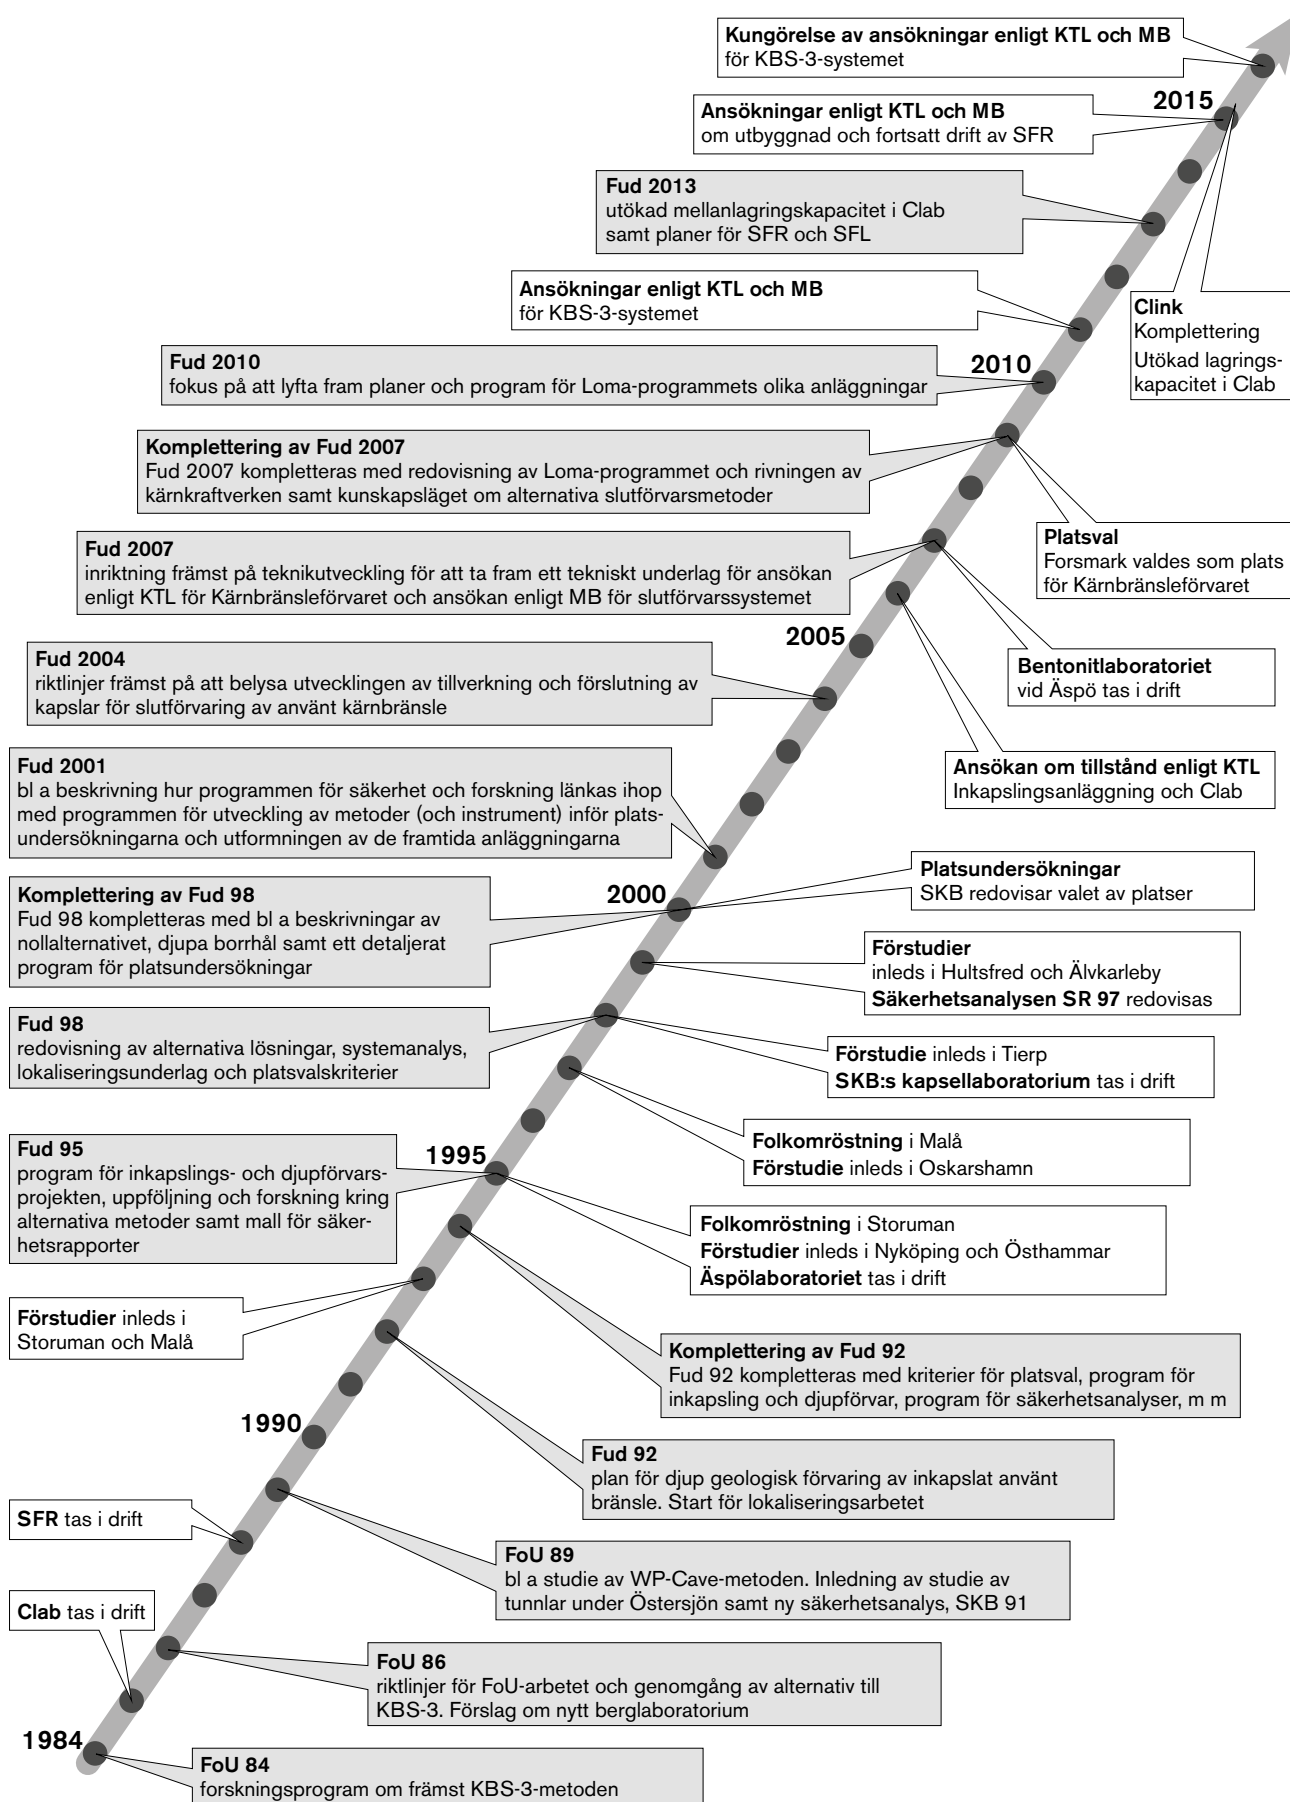 Kungörelse av ansökningar enligt KTL och MB
för KBS-3-systemet
2015
Ansökningar enligt KTL och MB
om utbyggnad och fortsatt drift av SFR
Fud 2013
utökad mellanlagringskapacitet i Clab
samt planer för SFR och SFL
Ansökningar enligt KTL och MB
för KBS-3-systemet
Clink
Komplettering
Utökad lagrings-
kapacitet i Clab
2010
Fud 2010
fokus på att lyfta fram planer och program för Loma-programmets olika anläggningar
Komplettering av Fud 2007
Fud 2007 kompletteras med redovisning av Loma-programmet och rivningen av
kärnkraftverken samt kunskapsläget om alternativa slutförvarsmetoder
Platsval
Forsmark valdes som plats
för Kärnbränsleförvaret
Fud 2007
inriktning främst på teknikutveckling för att ta fram ett tekniskt underlag för ansökan
enligt KTL för Kärnbränsleförvaret och ansökan enligt MB för slutförvarssystemet
2005
Bentonitlaboratoriet
vid Äspö tas i drift
Fud 2004
riktlinjer främst på att belysa utvecklingen av tillverkning och förslutning av
kapslar för slutförvaring av använt kärnbränsle
Ansökan om tillstånd enligt KTL
Inkapslingsanläggning och Clab
Fud 2001
bl a beskrivning hur programmen för säkerhet och forskning länkas ihop
med programmen för utveckling av metoder (och instrument) inför plats-
undersökningarna och utformningen av de framtida anläggningarna
Platsundersökningar
SKB redovisar valet av platser
2000
Komplettering av Fud 98
Fud 98 kompletteras med bl a beskrivningar av
nollalternativet, djupa borrhål samt ett detaljerat
program för platsundersökningar
Förstudier
inleds i Hultsfred och Älvkarleby
Säkerhetsanalysen SR 97 redovisas
Fud 98
redovisning av alternativa lösningar, systemanalys,
lokaliseringsunderlag och platsvalskriterier
Förstudie inleds i Tierp
SKB:s kapsellaboratorium tas i drift
Folkomröstning i Malå
Förstudie inleds i Oskarshamn
1995
Fud 95
program för inkapslings- och djupförvars-
projekten, uppföljning och forskning kring
alternativa metoder samt mall för säker-
hetsrapporter
Folkomröstning i Storuman
Förstudier inleds i Nyköping och Östhammar
Äspölaboratoriet tas i drift
Förstudier inleds i
Storuman och Malå
Komplettering av Fud 92
Fud 92 kompletteras med kriterier för platsval, program för
inkapsling och djupförvar, program för säkerhetsanalyser, m m
1990
Fud 92
plan för djup geologisk förvaring av inkapslat använt
bränsle. Start för lokaliseringsarbetet
SFR tas i drift
FoU 89
bl a studie av WP-Cave-metoden. Inledning av studie av
tunnlar under Östersjön samt ny säkerhetsanalys, SKB 91
Clab tas i drift
FoU 86
riktlinjer för FoU-arbetet och genomgång av alternativ till
KBS-3. Förslag om nytt berglaboratorium
1984
FoU 84
forskningsprogram om främst KBS-3-metoden